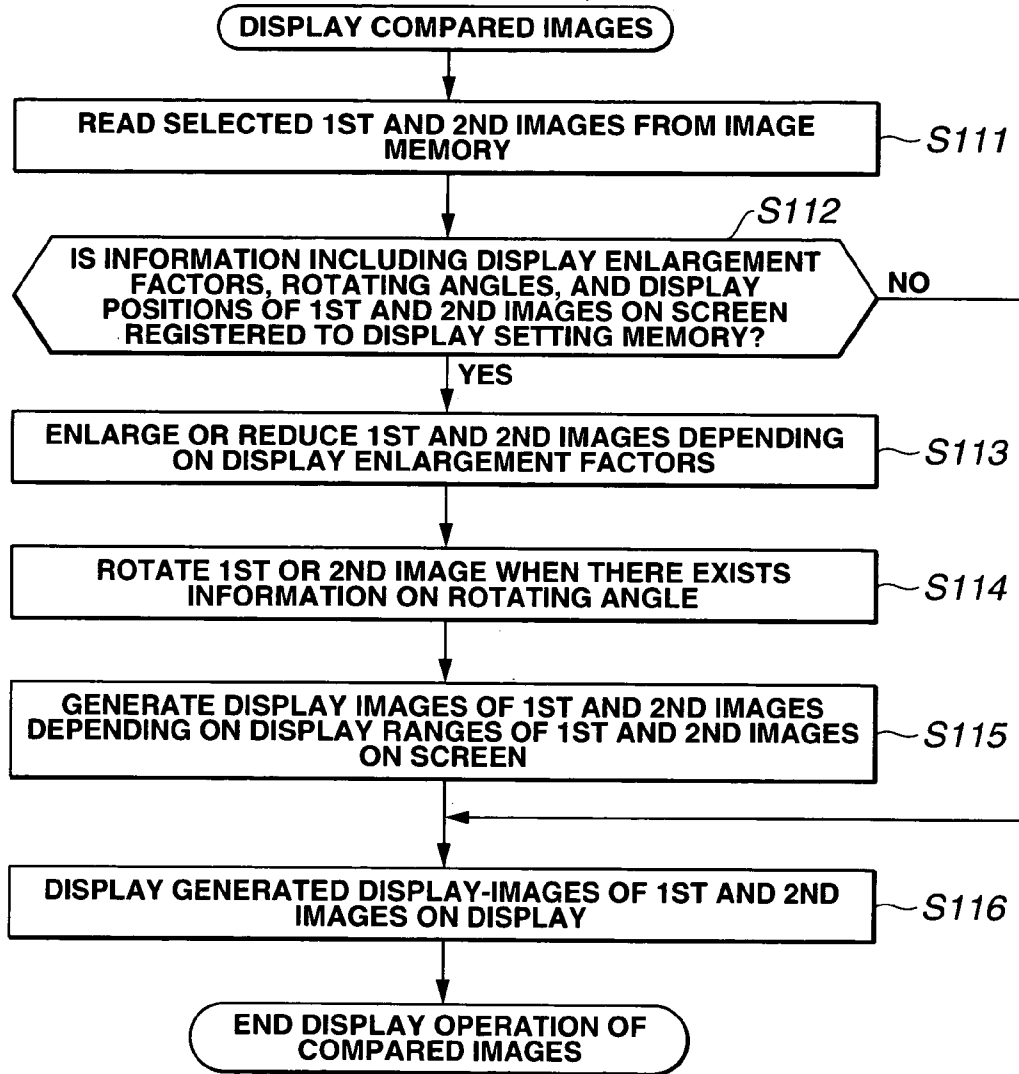 DISPLAY COMPARED IMAGES
READ SELECTED 1ST AND 2ND IMAGES FROM IMAGE
MEMORY
S111
S112
IS INFORMATION INCLUDING DISPLAY ENLARGEMENT
FACTORS, ROTATING ANGLES, AND DISPLAY
POSITIONS OF 1ST AND 2ND IMAGES ON SCREEN
REGISTERED TO DISPLAY SETTING MEMORY?
NO
YES
ENLARGE OR REDUCE 1ST AND 2ND IMAGES DEPENDING
ON DISPLAY ENLARGEMENT FACTORS
S113
ROTATE 1ST OR 2ND IMAGE WHEN THERE EXISTS
INFORMATION ON ROTATING ANGLE
S114
GENERATE DISPLAY IMAGES OF 1ST AND 2ND IMAGES
DEPENDING ON DISPLAY RANGES OF 1ST AND 2ND IMAGES
ON SCREEN
S115
DISPLAY GENERATED DISPLAY-IMAGES OF 1ST AND 2ND
IMAGES ON DISPLAY
S116
END DISPLAY OPERATION OF
COMPARED IMAGES